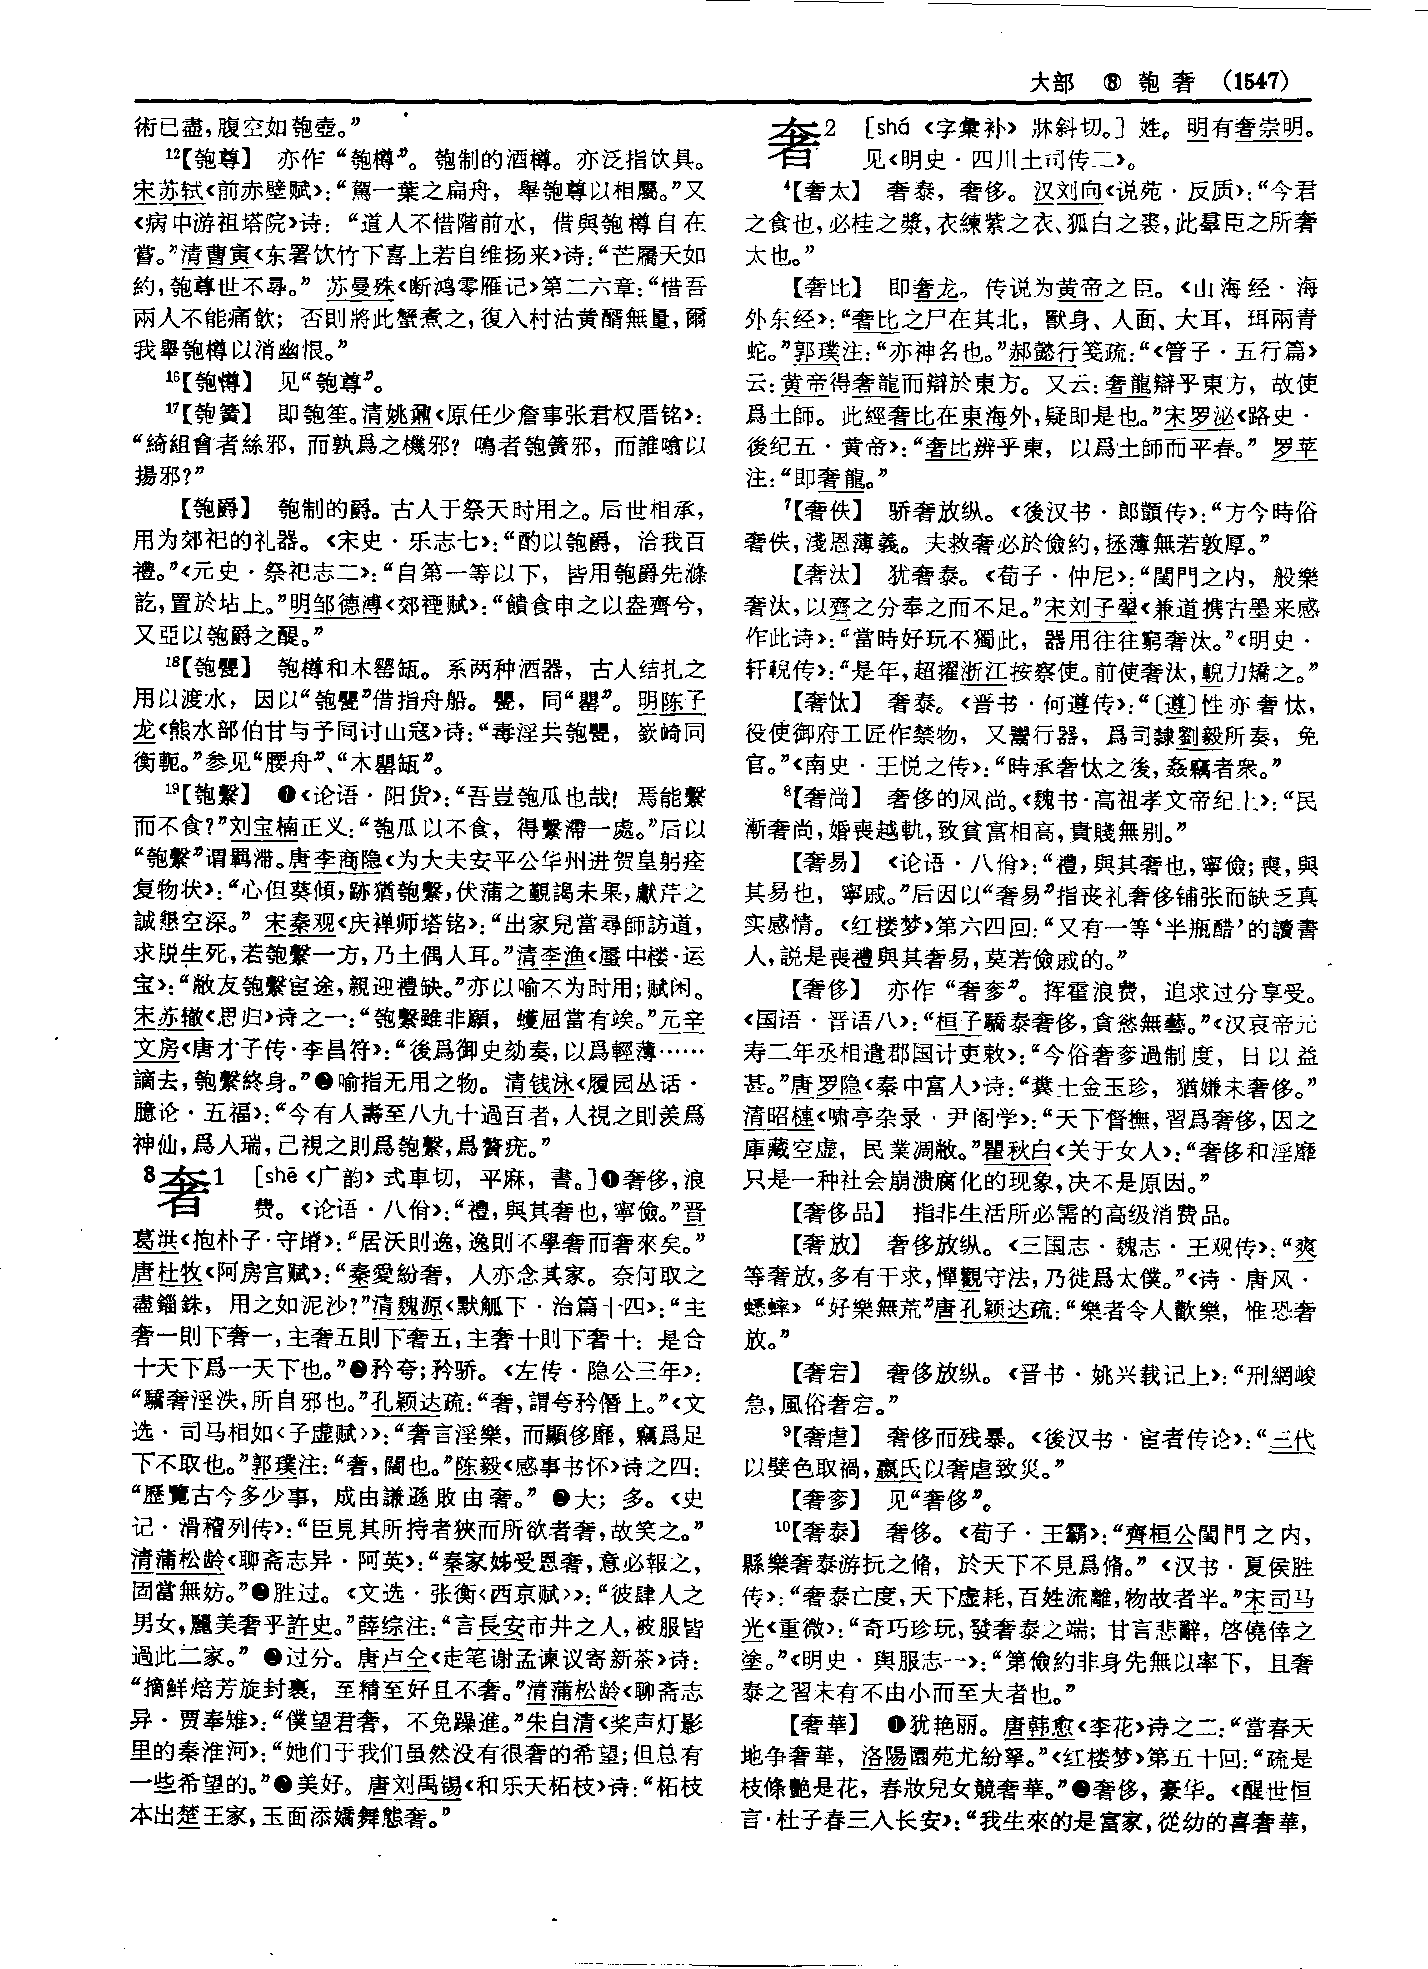 大部 ⑧ 匏 奢 (1547)
術已盡，腹空如匏壺。”
12【匏尊】 亦作“匏樽”。匏制的酒樽。亦泛指饮具。
宋苏轼《前赤壁赋》：“駕一葉之扁舟，舉匏尊以相屬。”又
《病中游祖塔院》诗：“道人不惜階前水，借與匏樽自在
嘗。”清曹寅《东署饮竹下喜上若自维扬来》诗：“芒屩天如
約，匏尊世不尋。” 苏曼殊《断鸿零雁记》第二六章：“惜吾
兩人不能痛飲；否則將此蟹煮之，復入村沽黄醑無量，爾
我舉匏樽以消幽恨。”
16【匏罇】 见“匏尊”。
17【匏簧】 即匏笙。清姚鼐《原任少詹事张君权厝铭》：
“綺組會者絲邪，而孰爲之機邪？鳴者匏簧邪，而誰噏以
揚邪？”
【匏爵】 匏制的爵。古人于祭天时用之。后世相承，
用为郊祀的礼器。《宋史·乐志七》：“酌以匏爵，洽我百
禮。”《元史·祭祀志二》：“自第一等以下，皆用匏爵先滌
訖，置於坫上。”明邹德溥《郊禋赋》：“饋食申之以盎齊兮，
又亞以匏爵之醍。”
18【匏甖】 匏樽和木罂缻。系两种酒器，古人结扎之
用以渡水，因以“匏甖”借指舟船。甖，同“罌”。明陈子
龙《熊水部伯甘与予同讨山寇》诗：“毒淫共匏甖，嶔崎同
衡軛。”参见“腰舟”、“木罌缻”。
19【匏繫】 ❶《论语·阳货》：“吾豈匏瓜也哉！焉能繫
而不食？”刘宝楠正义：“匏瓜以不食，得繫滯一處。”后以
“匏繫”谓羁滞。唐李商隐《为大夫安平公华州进贺皇躬痊
复物状》：“心但葵傾，跡猶匏繫，伏蒲之覲謁未果，獻芹之
誠懇空深。” 宋秦观《庆禅师塔铭》：“出家兒當尋師訪道，
求脱生死，若匏繫一方，乃土偶人耳。”清李渔《蜃中楼·运
宝》：“敝友匏繫宦途，親迎禮缺。”亦以喻不为时用；赋闲。
宋苏辙《思归》诗之一：“匏繫雖非願，蠖屈當有竢。”元辛
文房《唐才子传·李昌符》：“後爲御史劾奏，以爲輕薄……
謫去，匏繫終身。”❷喻指无用之物。清钱泳《履园丛话·
臆论·五福》：“今有人壽至八九十過百者，人視之則羨爲
神仙，爲人瑞，己視之則爲匏繫，爲贅疣。”
8奢1 [shē《广韵》式車切，平麻，書。]❶奢侈，浪
费。《论语·八佾》：“禮，與其奢也，寧儉。”晋
葛洪《抱朴子·守塉》：“居沃則逸，逸則不學奢而奢來矣。”
唐杜牧《阿房宫赋》：“秦愛紛奢，人亦念其家。奈何取之
盡錙銖，用之如泥沙？”清魏源《默觚下·治篇十四》：“主
奢一則下奢一，主奢五則下奢五，主奢十則下奢十：是合
十天下爲一天下也。”❷矜夸；矜骄。《左传·隐公三年》：
“驕奢淫泆，所自邪也。”孔颖达疏：“奢，謂夸矜僭上。”《文
选·司马相如〈子虚赋〉》：“奢言淫樂，而顯侈靡，竊爲足
下不取也。”郭璞注：“奢，闊也。”陈毅《感事书怀》诗之四：
“歷覽古今多少事，成由謙遜敗由奢。” ❸大；多。《史
记·滑稽列传》：“臣見其所持者狹而所欲者奢，故笑之。”
清蒲松龄《聊斋志异·阿英》：“秦家姊受恩奢，意必報之，
固當無妨。”❹胜过。《文选·张衡〈西京赋〉》：“彼肆人之
男女，麗美奢乎許史。”薛综注：“言長安市井之人，被服皆
過此二家。” ❺过分。唐卢仝《走笔谢孟谏议寄新茶》诗：
“摘鮮焙芳旋封裹，至精至好且不奢。”清蒲松龄《聊斋志
异·贾奉雉》：“僕望君奢，不免躁進。”朱自清《桨声灯影
里的秦淮河》：“她们于我们虽然没有很奢的希望；但总有
一些希望的。”❻美好。唐刘禹锡《和乐天柘枝》诗：“柘枝
本出楚王家，玉面添嬌舞態奢。”
奢2 [shá《字彙补》牀斜切。]姓。明有奢崇明。
见《明史·四川土司传二》。
4【奢太】 奢泰，奢侈。汉刘向《说苑·反质》：“今君
之食也，必桂之漿，衣練紫之衣、狐白之裘，此羣臣之所奢
太也。”
【奢比】 即奢龙。传说为黄帝之臣。《山海经·海
外东经》：“奢比之尸在其北，獸身、人面、大耳，珥兩青
蛇。”郭璞注：“亦神名也。”郝懿行笺疏：“《管子·五行篇》
云：黄帝得奢龍而辯於東方。又云：奢龍辯乎東方，故使
爲土師。此經奢比在東海外，疑即是也。”宋罗泌《路史·
後纪五·黄帝》：“奢比辨乎東，以爲土師而平春。” 罗苹
注：“即奢龍。”
7【奢佚】 骄奢放纵。《後汉书·郎顗传》：“方今時俗
奢佚，淺恩薄義。夫救奢必於儉約，拯薄無若敦厚。”
【奢汰】 犹奢泰。《荀子·仲尼》：“閨門之内，般樂
奢汰，以齊之分奉之而不足。”宋刘子翚《兼道携古墨来感
作此诗》：“當時好玩不獨此，器用往往窮奢汰。”《明史·
轩輗传》：“是年，超擢浙江按察使。前使奢汰，輗力矯之。”
【奢忲】 奢泰。《晋书·何遵传》：“〔遵〕性亦奢忲，
役使御府工匠作禁物，又鬻行器，爲司隸劉毅所奏，免
官。”《南史·王悦之传》：“時承奢忲之後，姦竊者衆。”
8【奢尚】 奢侈的风尚。《魏书·高祖孝文帝纪上》：“民
漸奢尚，婚喪越軌，致貧富相高，貴賤無别。”
【奢易】 《论语·八佾》：“禮，與其奢也，寧儉；喪，與
其易也，寧戚。”后因以“奢易”指丧礼奢侈铺张而缺乏真
实感情。《红楼梦》第六四回：“又有一等‘半瓶醋’的讀書
人，説是喪禮與其奢易，莫若儉戚的。”
【奢侈】 亦作“奢奓”。挥霍浪费，追求过分享受。
《国语·晋语八》：“桓子驕泰奢侈，貪慾無藝。”《汉哀帝元
寿二年丞相遣郡国计吏敕》：“今俗奢奓過制度，日以益
甚。”唐罗隐《秦中富人》诗：“糞土金玉珍，猶嫌未奢侈。”
清昭槤《啸亭杂录·尹阁学》：“天下督撫，習爲奢侈，因之
庫藏空虚，民業凋敝。”瞿秋白《关于女人》：“奢侈和淫靡
只是一种社会崩溃腐化的现象，决不是原因。”
【奢侈品】 指非生活所必需的高级消费品。
【奢放】 奢侈放纵。《三国志·魏志·王观传》：“爽
等奢放，多有干求，憚觀守法，乃徙爲太僕。”《诗·唐风·
蟋蟀》“好樂無荒”唐孔颖达疏：“樂者令人歡樂，惟恐奢
放。”
【奢宕】 奢侈放纵。《晋书·姚兴载记上》：“刑網峻
急，風俗奢宕。”
9【奢虐】 奢侈而残暴。《後汉书·宦者传论》：“三代
以嬖色取禍，嬴氏以奢虐致災。”
【奢奓】 见“奢侈”。
10【奢泰】 奢侈。《荀子·王霸》：“齊桓公閨門之内，
縣樂奢泰游抏之脩，於天下不見爲脩。” 《汉书·夏侯胜
传》：“奢泰亡度，天下虚耗，百姓流離，物故者半。”宋司马
光《重微》：“奇巧珍玩，發奢泰之端；甘言悲辭，啓僥倖之
塗。”《明史·舆服志一》：“第儉約非身先無以率下，且奢
泰之習未有不由小而至大者也。”
【奢華】 ❶犹艳丽。唐韩愈《李花》诗之二：“當春天
地争奢華，洛陽園苑尤紛拏。”《红楼梦》第五十回：“疏是
枝條艷是花，春妝兒女競奢華。”❷奢侈，豪华。《醒世恒
言·杜子春三入长安》：“我生來的是富家，從幼的喜奢華，